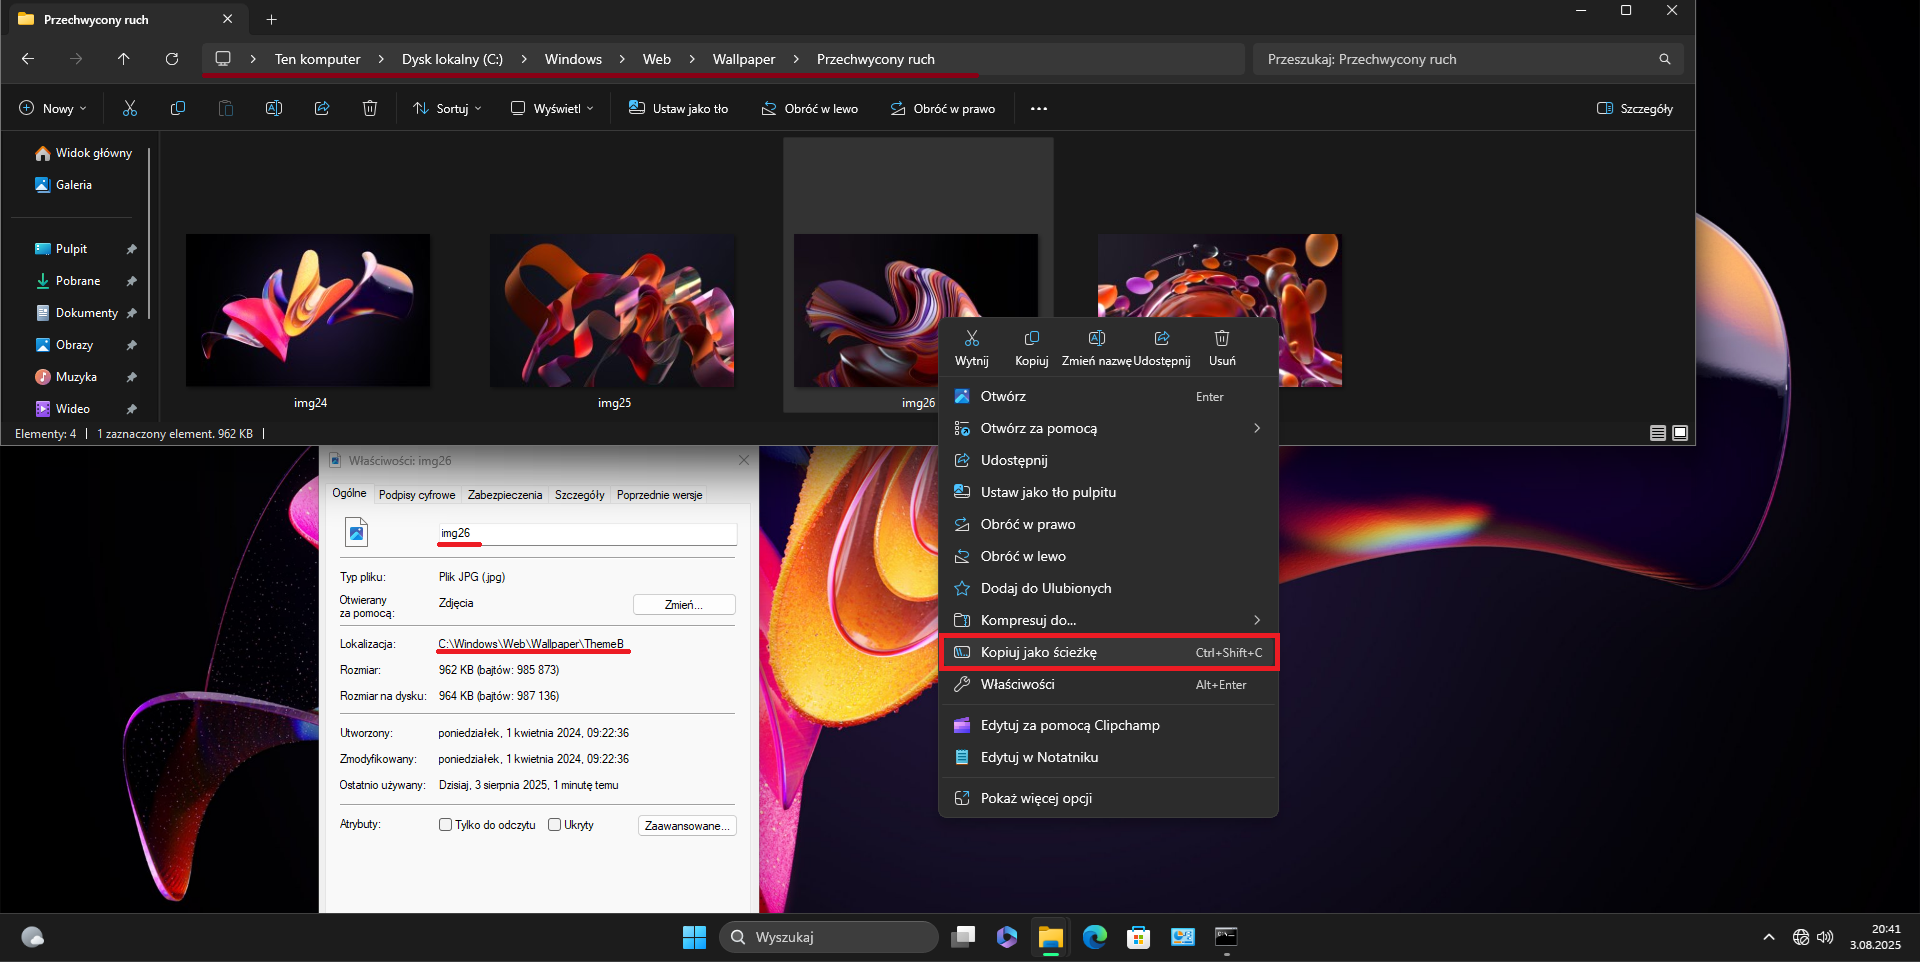 Przechwycony ruch
Ten komputer
Dysk lokalny (C:)
Windows
Web
Wallpaper
Przechwycony ruch
Przeszukaj: Przechwycony ruch
Nowy
Sortuj
Wyświetl
Ustaw jako tło
Obróć w lewo
Obróć w prawo
Szczegóły
Widok główny
Galeria
Pulpit
Pobrane
Dokumenty
Obrazy
Muzyka
Wideo
img24
img25
img26
Elementy: 4
1 zaznaczony element. 962 KB
Wytnij
Kopiuj
Zmień nazwę
Udostępnij
Usuń
Otwórz Enter
Otwórz za pomocą
Udostępnij
Ustaw jako tło pulpitu
Obróć w prawo
Obróć w lewo
Dodaj do Ulubionych
Kompresuj do...
Kopiuj jako ścieżkę Ctrl+Shift+C
Właściwości Alt+Enter
Edytuj za pomocą Clipchamp
Edytuj w Notatniku
Pokaż więcej opcji
Właściwości: img26
Ogólne
Podpisy cyfrowe
Zabezpieczenia
Szczegóły
Poprzednie wersje
img26
Typ pliku: Plik JPG (.jpg)
Otwierany
za pomocą: Zdjęcia Zmień...
Lokalizacja: C:\Windows\Web\Wallpaper\ThemeB
Rozmiar: 962 KB (bajtów: 985 873)
Rozmiar na dysku: 964 KB (bajtów: 987 136)
Utworzony: poniedziałek, 1 kwietnia 2024, 09:22:36
Zmodyfikowany: poniedziałek, 1 kwietnia 2024, 09:22:36
Ostatnio używany: Dzisiaj, 3 sierpnia 2025, 1 minutę temu
Atrybuty: Tylko do odczytu Ukryty Zaawansowane...
Wyszukaj
20:41
3.08.2025